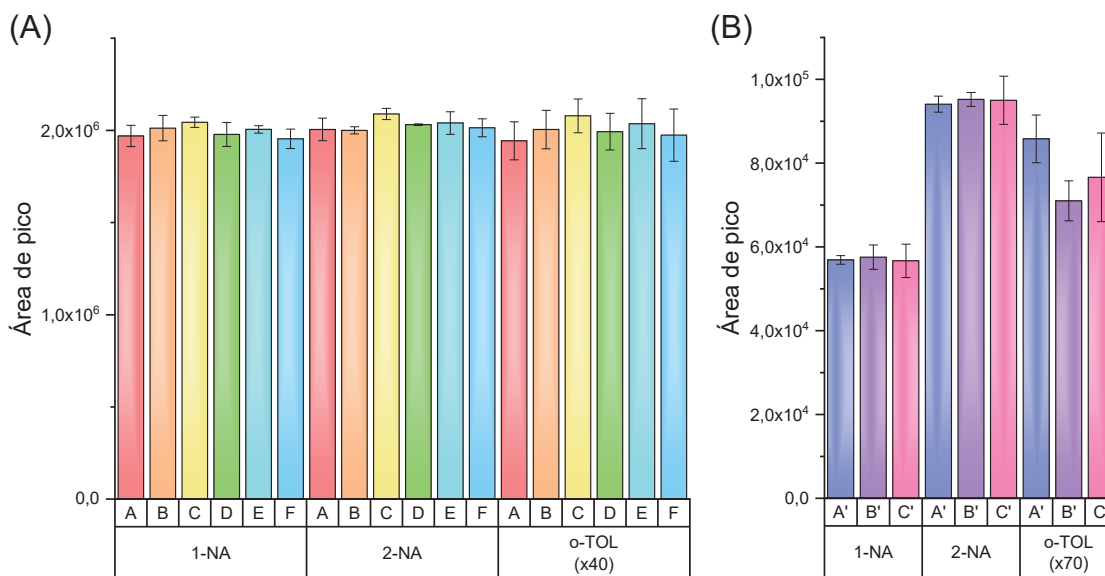 (A)
Área de pico
2,0x10⁶
1,0x10⁶
0,0
A B C D E F A B C D E F A B C D E F
1-NA 2-NA o-TOL
(x40)
(B)
Área de pico
1,0x10⁵
8,0x10⁴
6,0x10⁴
4,0x10⁴
2,0x10⁴
0,0
A' B' C' A' B' C' A' B' C
1-NA 2-NA o-TOL
(x70)